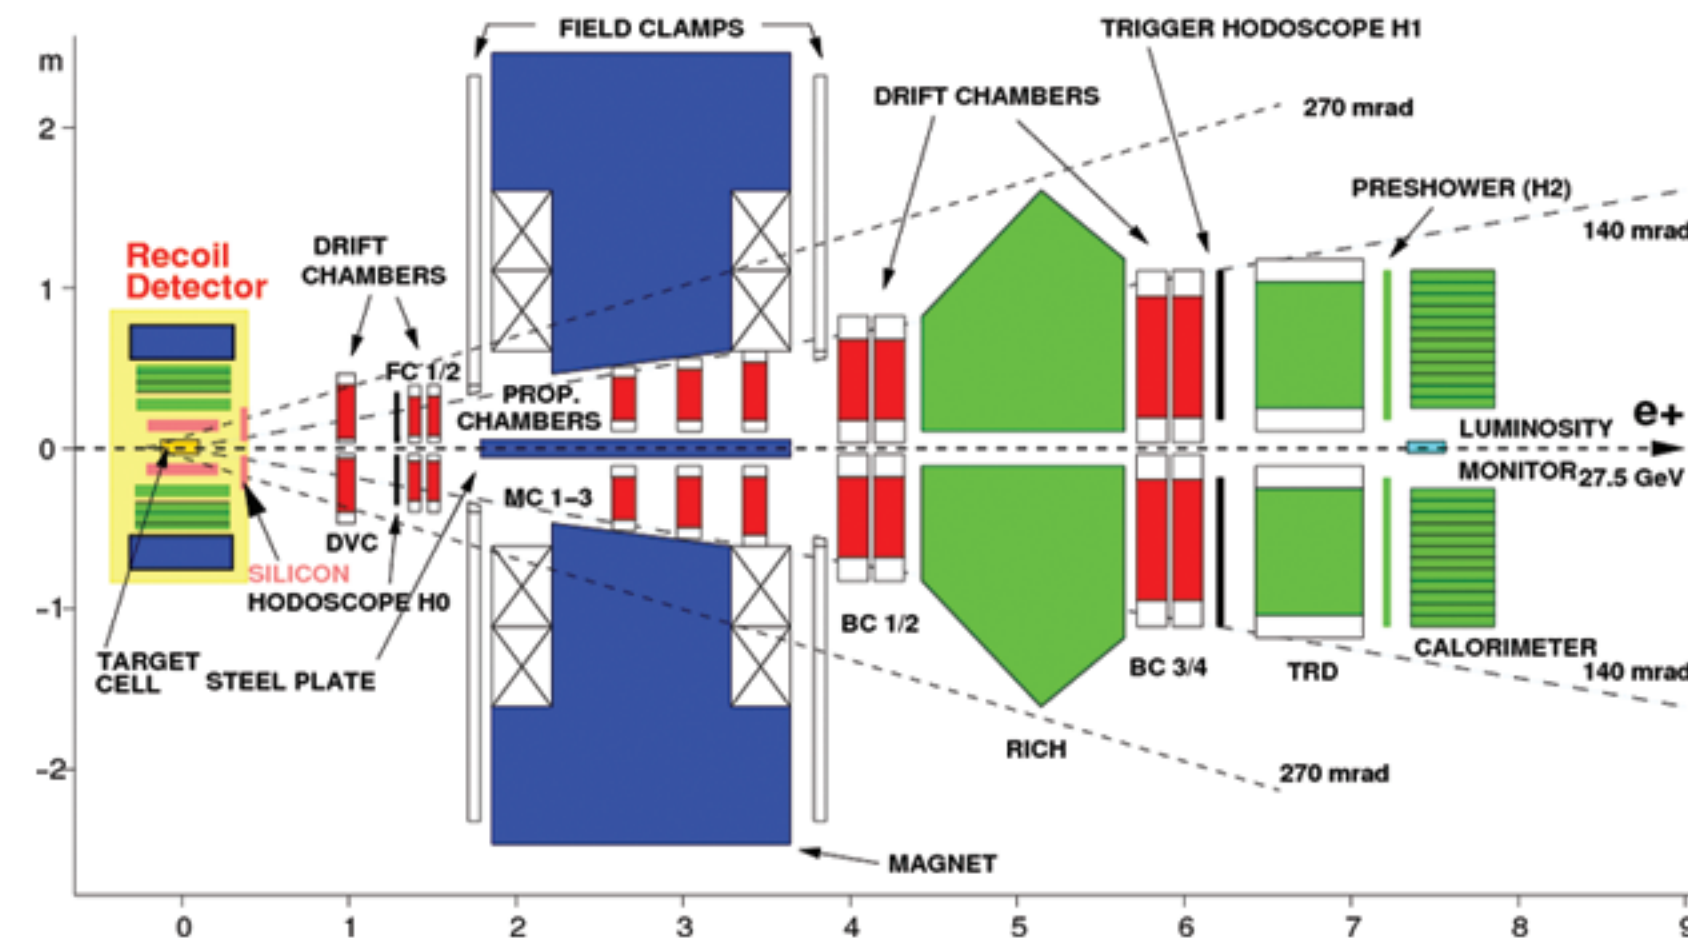 FIELD CLAMPS
TRIGGER HODOSCOPE H1
m
DRIFT CHAMBERS
270 mrad
2
PRESHOWER (H2)
140 mrad
Recoil
Detector
DRIFT
CHAMBERS
1
FC 1/2
PROP.
CHAMBERS
e+
LUMINOSITY
0
MONITOR
27.5 GeV
MC 1–3
DVC
SILICON
HODOSCOPE H0
–1
BC 1/2
TARGET
CELL
STEEL PLATE
BC 3/4
TRD
CALORIMETER
140 mrad
RICH
–2
270 mrad
MAGNET
0 1 2 3 4 5 6 7 8 9